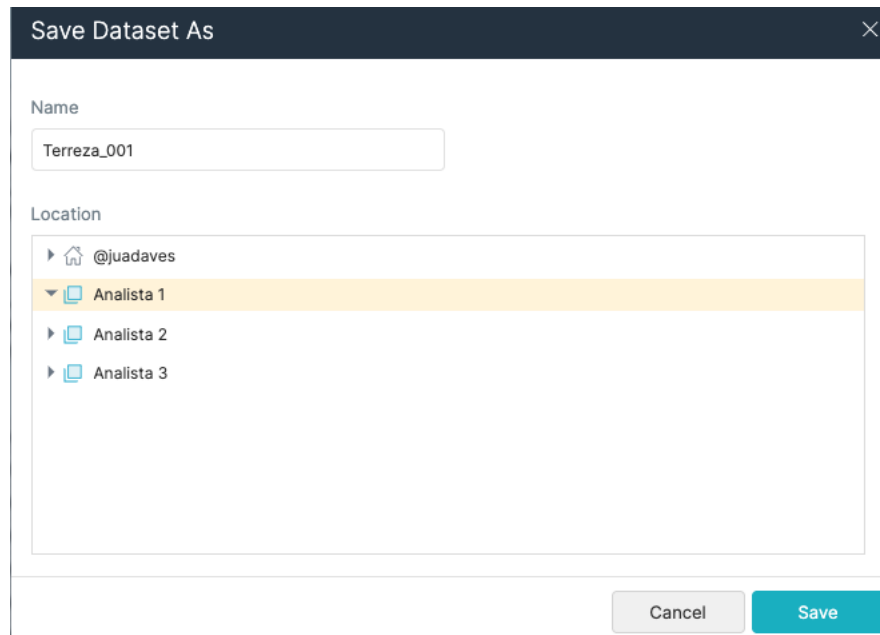 Save Dataset As
Name
Terreza_001
Location
@juadaves
Analista 1
Analista 2
Analista 3
Cancel Save